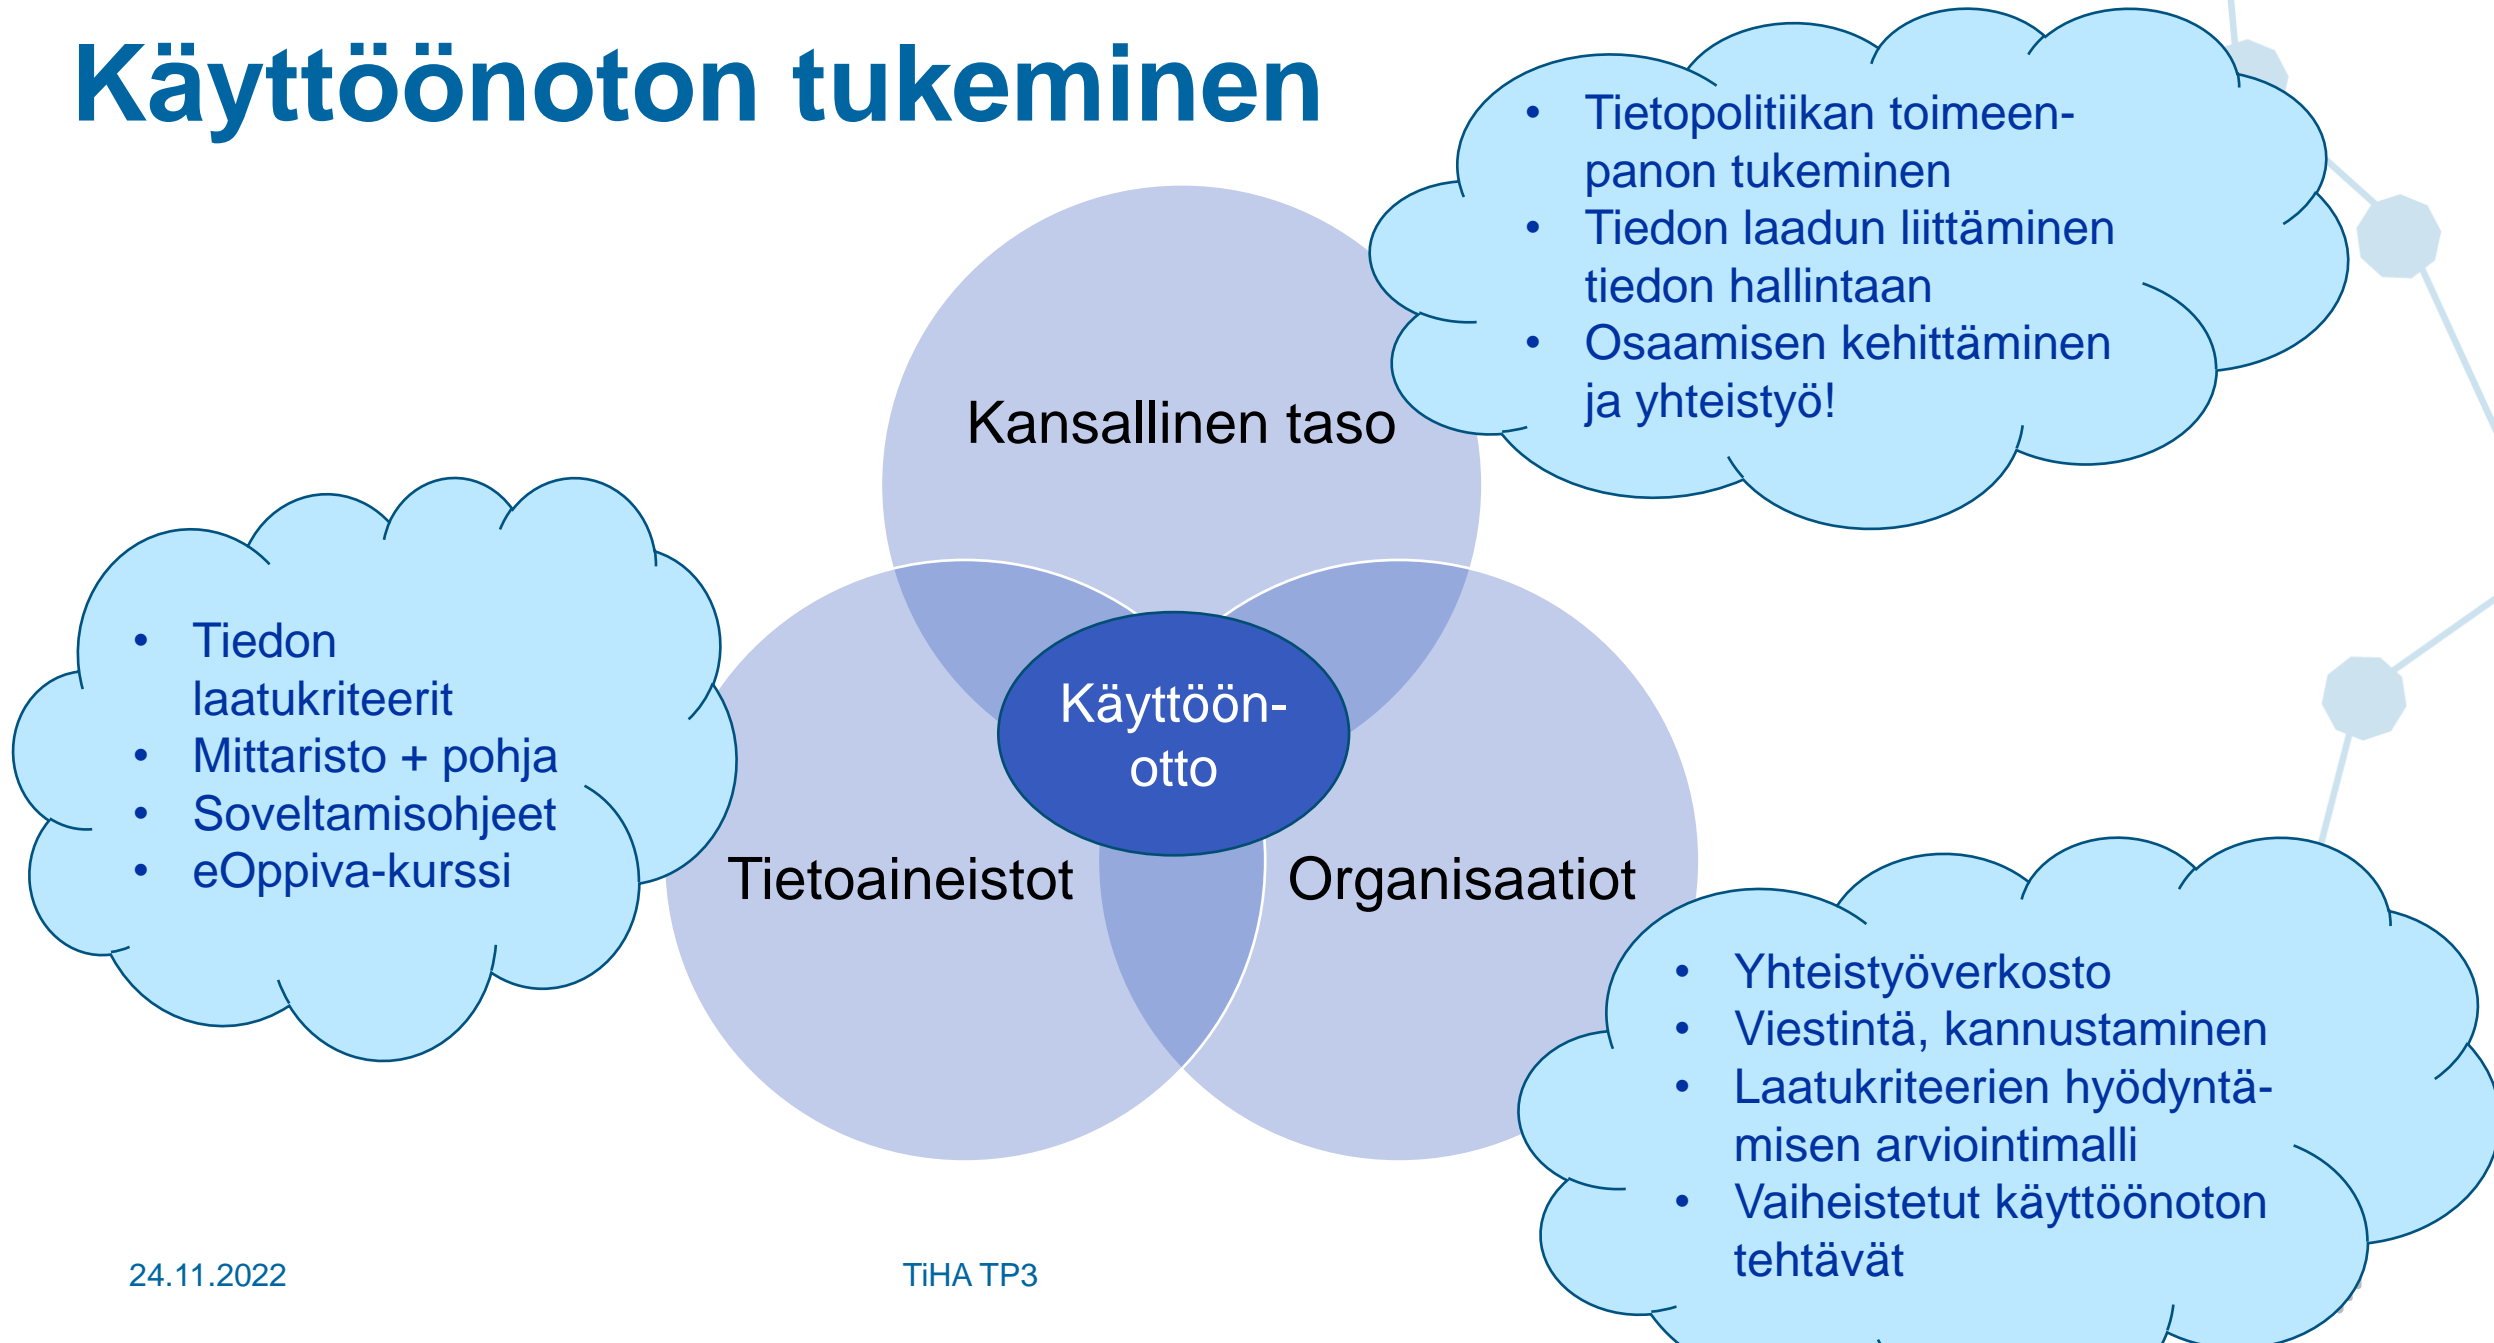 Käyttöönoton tukeminen
• Tietopolitiikan toimeen-
panon tukeminen
• Tiedon laadun liittäminen
tiedon hallintaan
• Osaamisen kehittäminen
ja yhteistyö!
Kansallinen taso
• Tiedon
laatukriteerit
• Mittaristo + pohja
• Soveltamisohjeet
• eOppiva-kurssi
Käyttöön-
otto
Tietoaineistot
Organisaatiot
• Yhteistyöverkosto
• Viestintä, kannustaminen
• Laatukriteerien hyödyntä-
misen arviointimalli
• Vaiheistetut käyttöönoton
tehtävät
24.11.2022
TiHA TP3